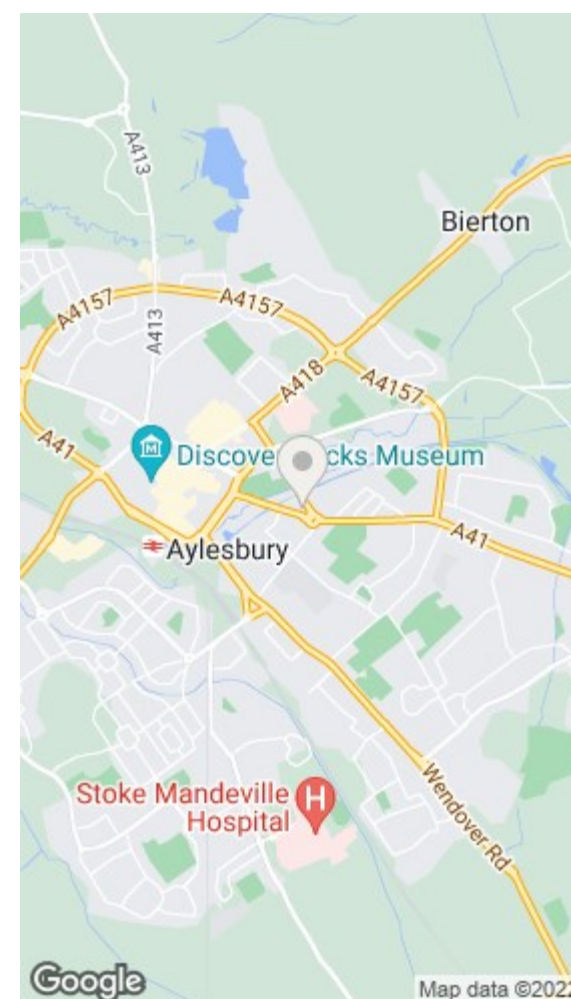 A413
Bierton
A4157
A4157
A413
A418
A4157
A41
M
Discove cks Museum
Aylesbury
A41
Stoke Mandeville
Hospital
H
Wendover Rd
Google
Map data ©2022